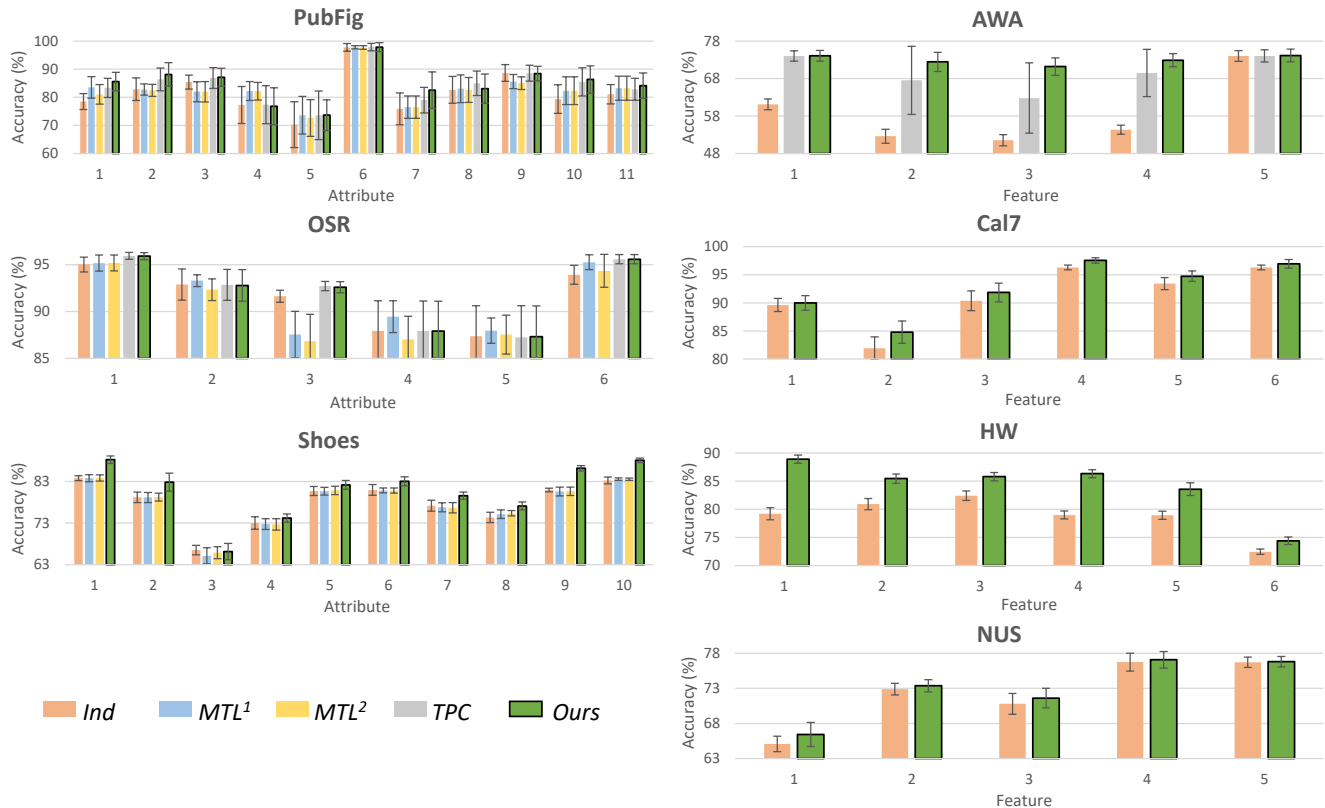 PubFig
Accuracy (%)
100
90
80
70
60
1 2 3 4 5 6 7 8 9 10 11
Attribute
OSR
Accuracy (%)
95
90
85
1 2 3 4 5 6
Attribute
Shoes
Accuracy (%)
83
73
63
1 2 3 4 5 6 7 8 9 10
Attribute
Ind MTL¹ MTL² TPC Ours
AWA
Accuracy (%)
78
68
58
48
1 2 3 4 5
Feature
Cal7
Accuracy (%)
100
95
90
85
80
1 2 3 4 5 6
Feature
HW
Accuracy (%)
90
85
80
75
70
1 2 3 4 5 6
Feature
NUS
Accuracy (%)
78
73
68
63
1 2 3 4 5
Feature